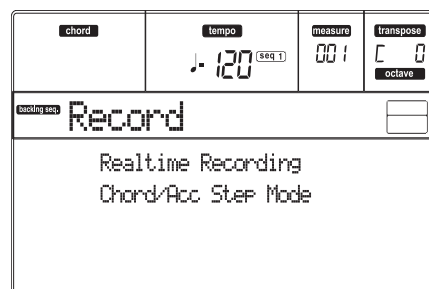 chord
tempo
measure
transpose
♩- 120 seq 1
001
C 0
octave
backing seq. Record
Realtime Recording
Chord/Acc Step Mode